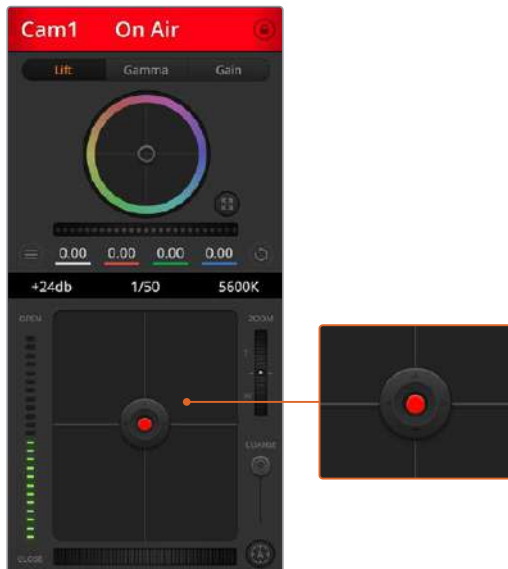 Cam1 On Air
Lift Gamma Gain
0.00 0.00 0.00 0.00
+24db 1/50 5600K
OPEN ZOOM
T
W
COARSE
CLOSE
A